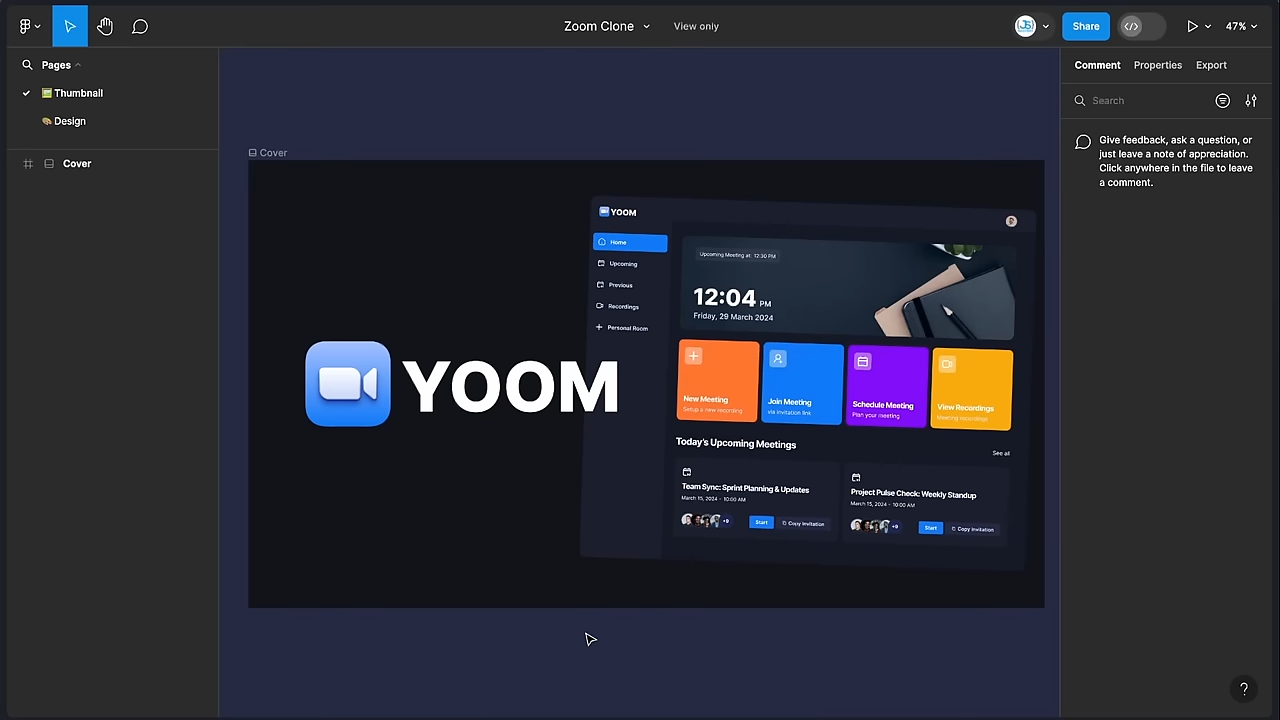 Zoom Clone
View only
Share
47%
Pages
Thumbnail
Design
Cover
Cover
YOOM
YOOM
Home
Upcoming
Previous
Recordings
Personal Room
Upcoming Meeting at: 12:30 PM
12:04 PM
Friday, 29 March 2024
New Meeting
Setup a new recording
Join Meeting
via invitation link
Schedule Meeting
Plan your meeting
View Recordings
Meeting recordings
Today's Upcoming Meetings
See all
Team Sync: Sprint Planning & Updates
March 15, 2024 - 10:00 AM
+9
Start
Copy Invitation
Project Pulse Check: Weekly Standup
March 15, 2024 - 10:00 AM
+9
Start
Copy Invitation
Comment Properties Export
Search
Give feedback, ask a question, or
just leave a note of appreciation.
Click anywhere in the file to leave
a comment.
?